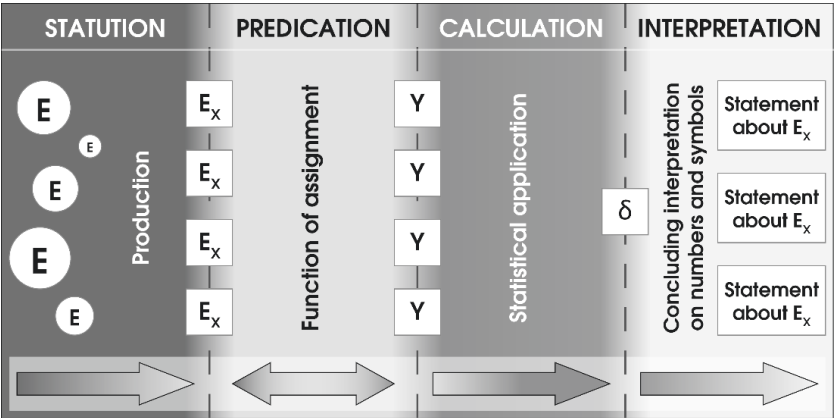 STATUTION
PREDICATION
CALCULATION
INTERPRETATION
E
E
E
E
E
Production
Eₓ
Eₓ
Eₓ
Eₓ
Function of assignment
Y
Y
Y
Y
Statistical application
δ
Concluding interpretation
on numbers and symbols
Statement
about Eₓ
Statement
about Eₓ
Statement
about Eₓ